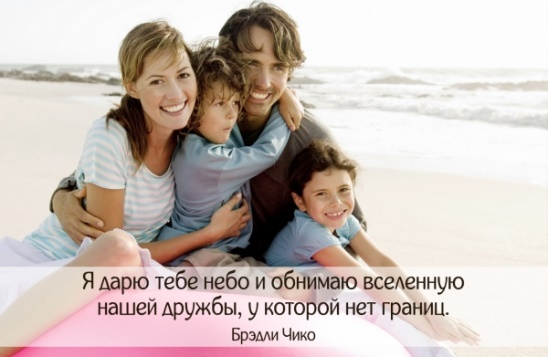 Я дарю тебе небо и обнимаю вселенную
нашей дружбы, у которой нет границ.
Брэдли Чико